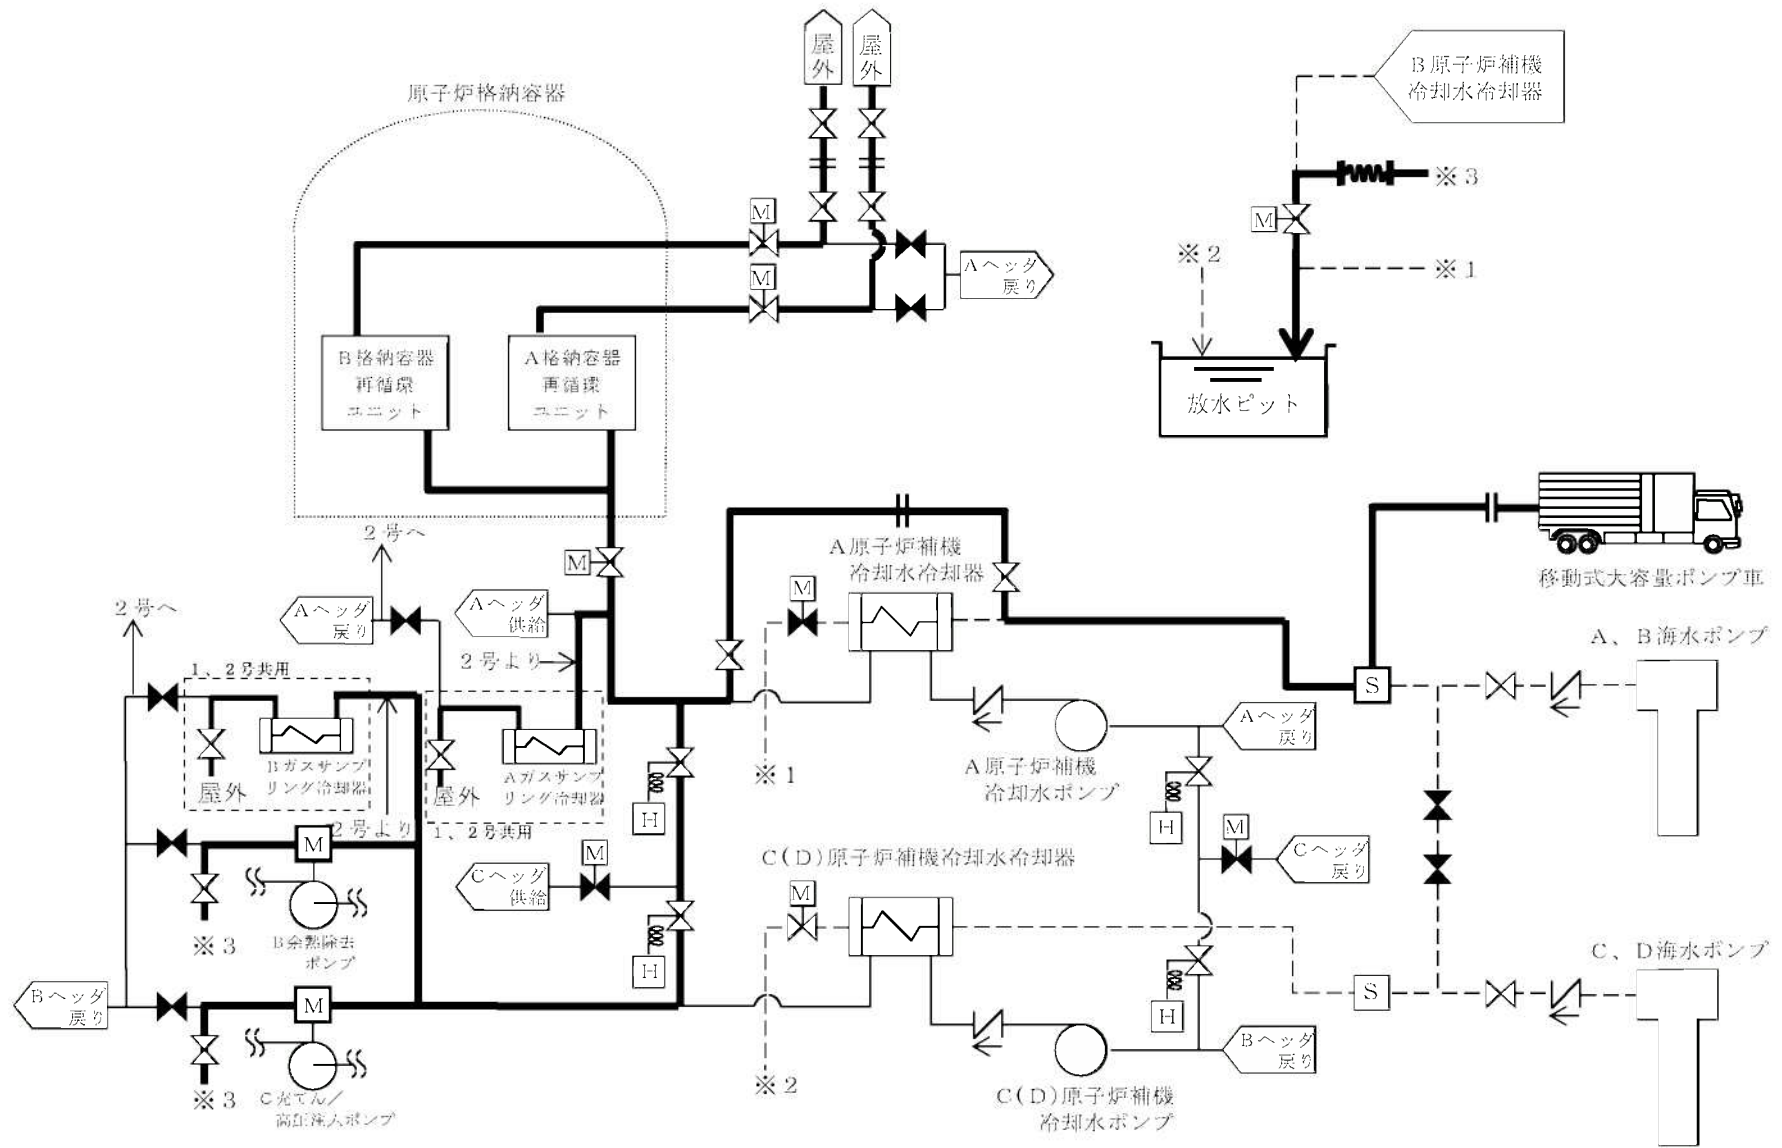 屋
外
屋
外
原子炉格納容器
B原子炉補機
冷却水冷却器
※3
M
M
※2
Aヘッダ
戻り
M
※1
B格納容器
再循環
ユニット
A格納容器
再循環
ユニット
放水ピット
2号へ
M
A原子炉補機
冷却水冷却器
移動式大容量ポンプ車
2号へ
Aヘッダ
戻り
Aヘッダ
供給
M
A、B海水ポンプ
1、2号共用
2号より
S
Bガスサンプ
リング冷却器
屋外
Aガスサンプ
リング冷却器
屋外
Aヘッダ
戻り
※1
A原子炉補機
冷却水ポンプ
2号より
1、2号共用
H
H
M
M
M
Cヘッダ
戻り
C(D)原子炉補機冷却水冷却器
Cヘッダ
供給
M
※3
B余熱除去
ポンプ
H
C、D海水ポンプ
S
Bヘッダ
戻り
M
H
Bヘッダ
戻り
※3
C充てん／
高圧注入ポンプ
※2
C(D)原子炉補機
冷却水ポンプ